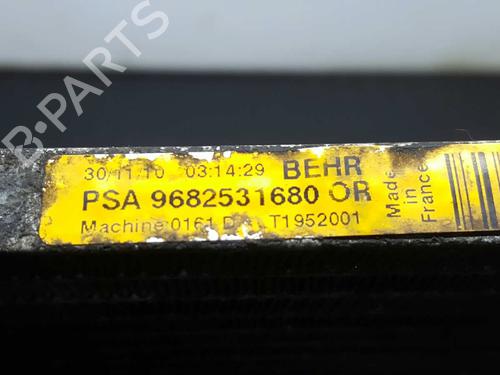 B-PARTS
30/11/10 03:14:29 BEHR
PSA 9682531680 OR
Machine 0161 T1952001
Made
in
France